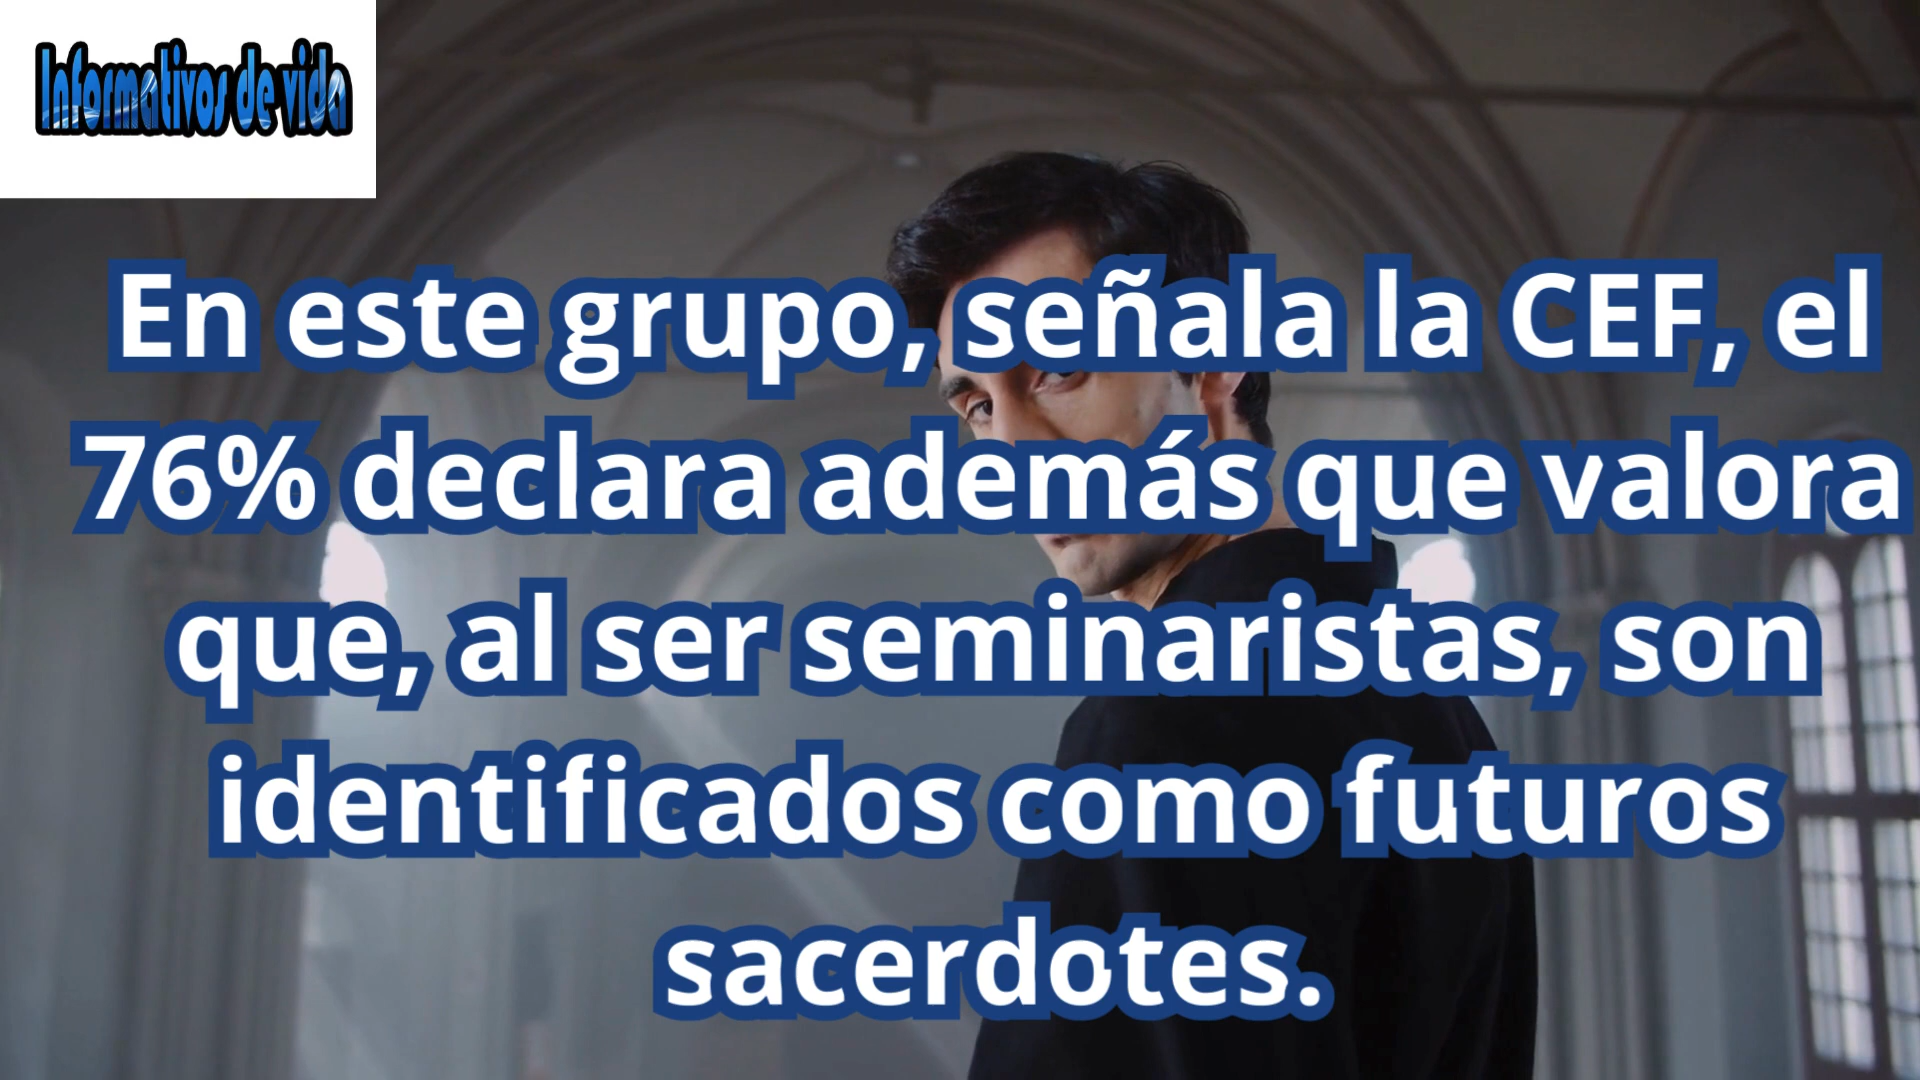 Informativos de vida
En este grupo, señala la CEF, el
76% declara además que valora
que, al ser seminaristas, son
identificados como futuros
sacerdotes.